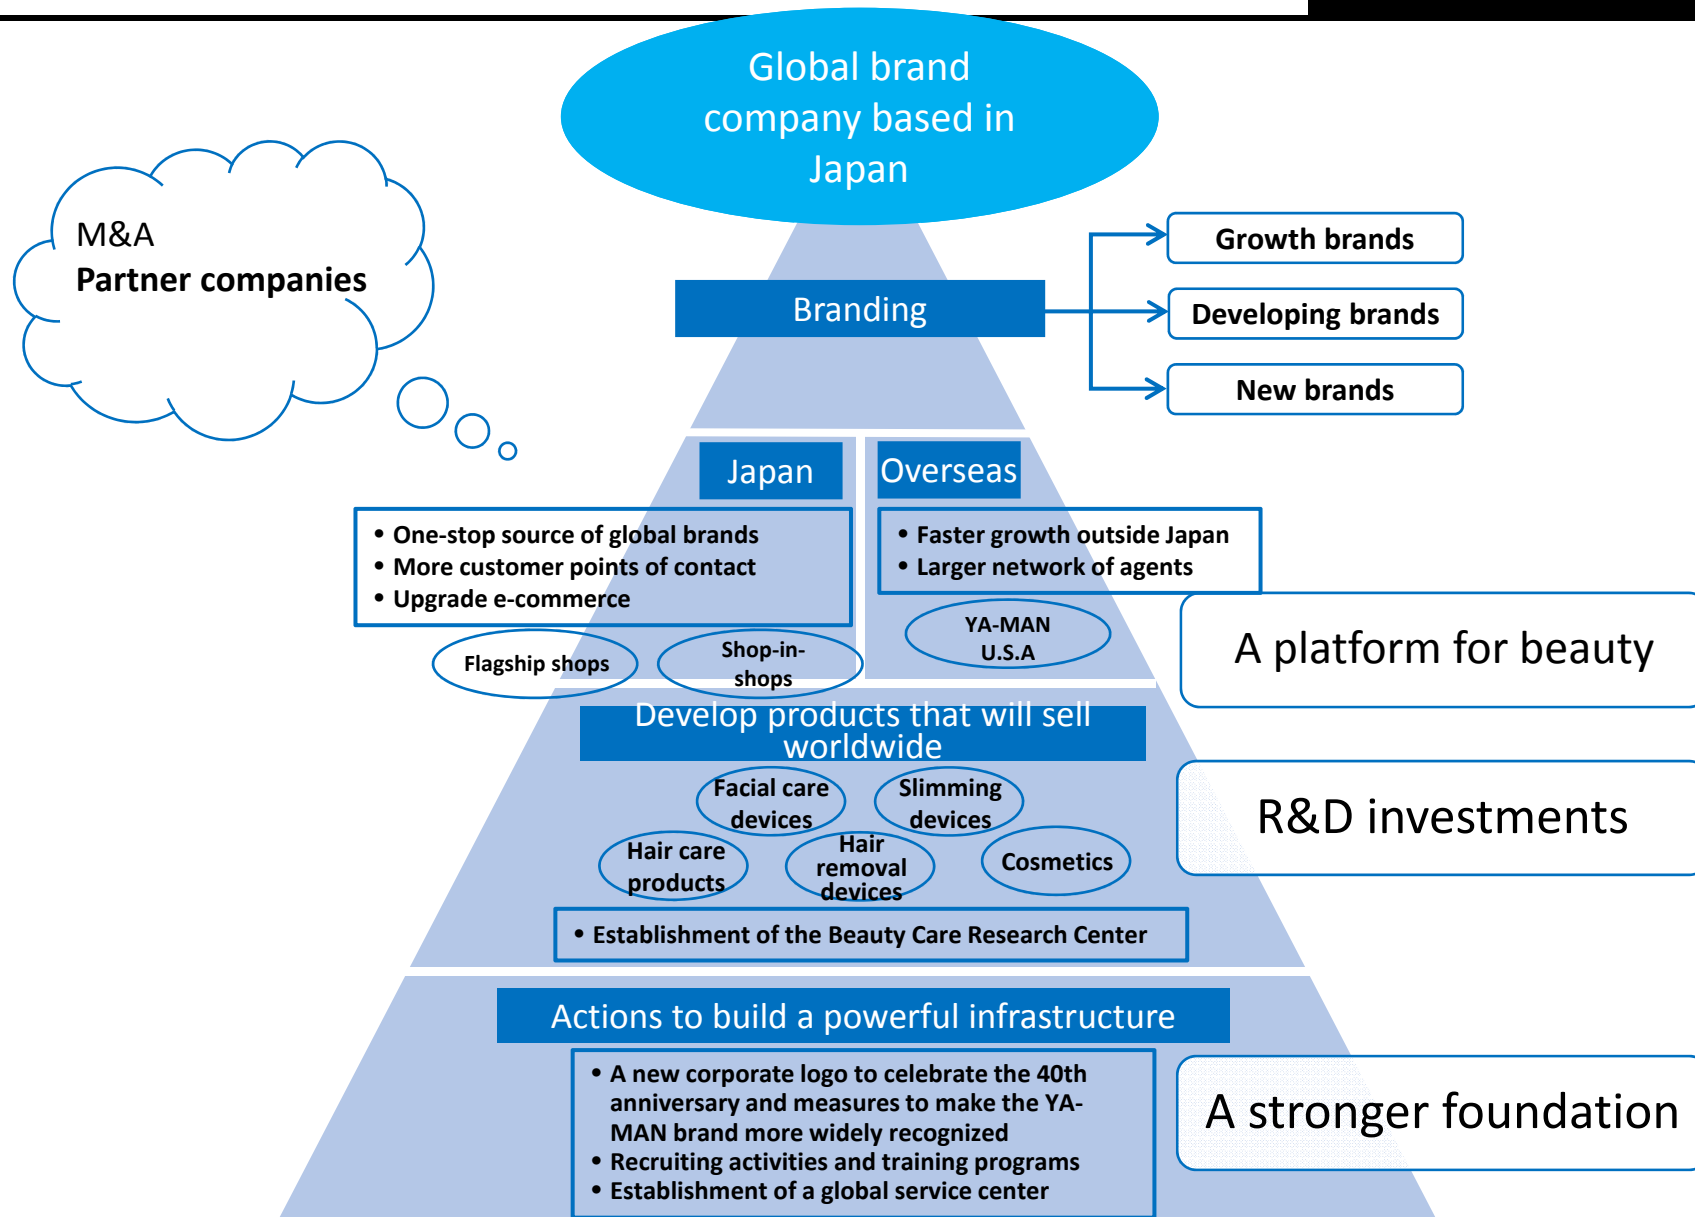 Global brand
company based in
Japan
M&A
Partner companies
Branding
Growth brands
Developing brands
New brands
Japan
• One-stop source of global brands
• More customer points of contact
• Upgrade e-commerce
Flagship shops
Shop-in-
shops
Overseas
• Faster growth outside Japan
• Larger network of agents
YA-MAN
U.S.A
A platform for beauty
Develop products that will sell
worldwide
Facial care
devices
Slimming
devices
Hair care
products
Hair
removal
devices
Cosmetics
• Establishment of the Beauty Care Research Center
R&D investments
Actions to build a powerful infrastructure
• A new corporate logo to celebrate the 40th
anniversary and measures to make the YA-
MAN brand more widely recognized
• Recruiting activities and training programs
• Establishment of a global service center
A stronger foundation